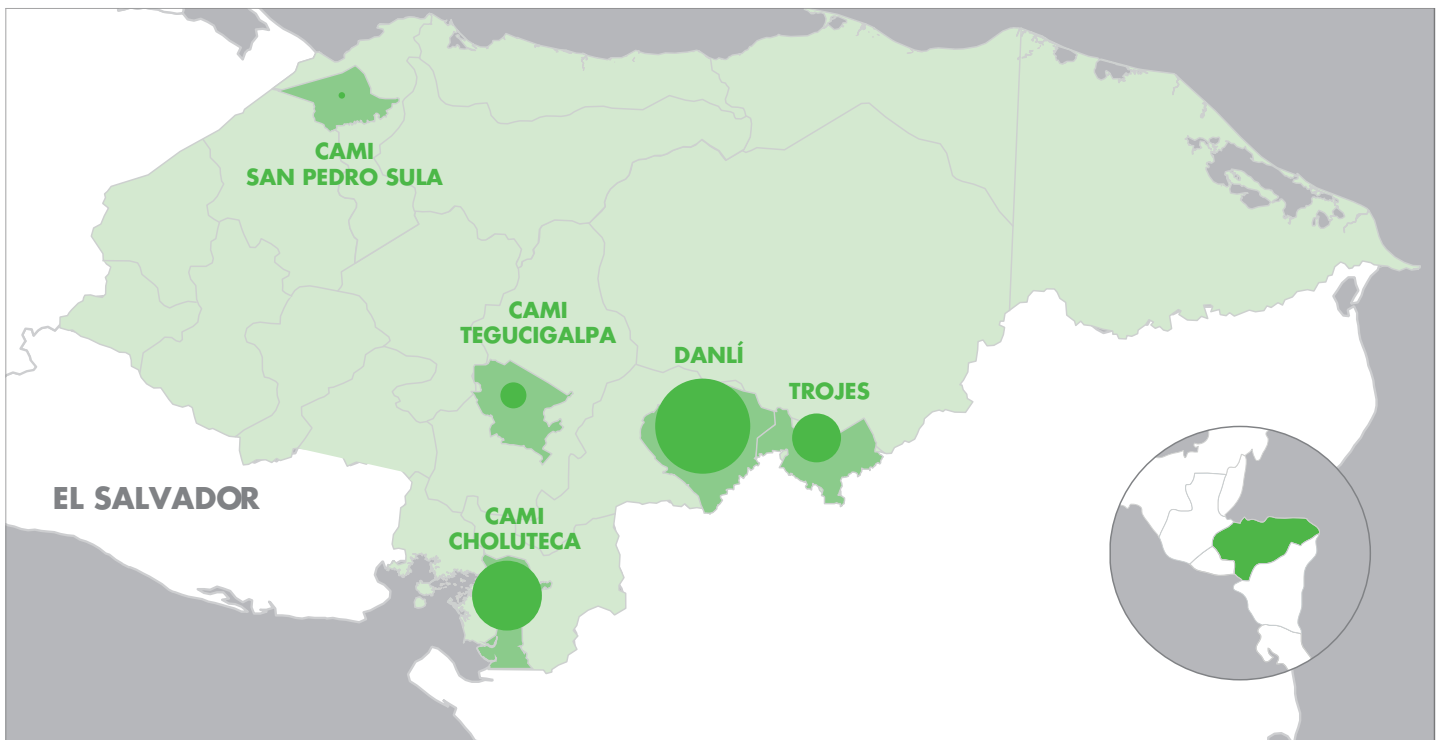 CAMI
SAN PEDRO SULA
CAMI
TEGUCIGALPA
DANLÍ
TROJES
EL SALVADOR
CAMI
CHOLUTECA